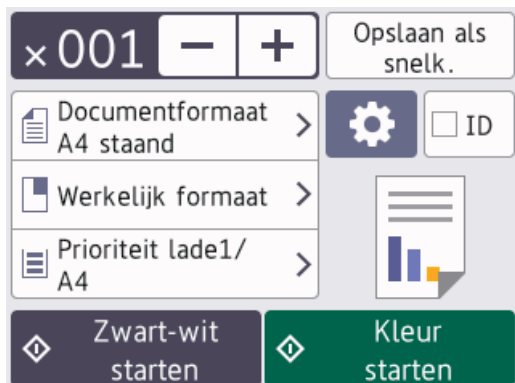 ×001 − +
Opslaan als
snelk.
Documentformaat
A4 staand
ID
Werkelijk formaat
Prioriteit lade1/
A4
Zwart-wit
starten
Kleur
starten